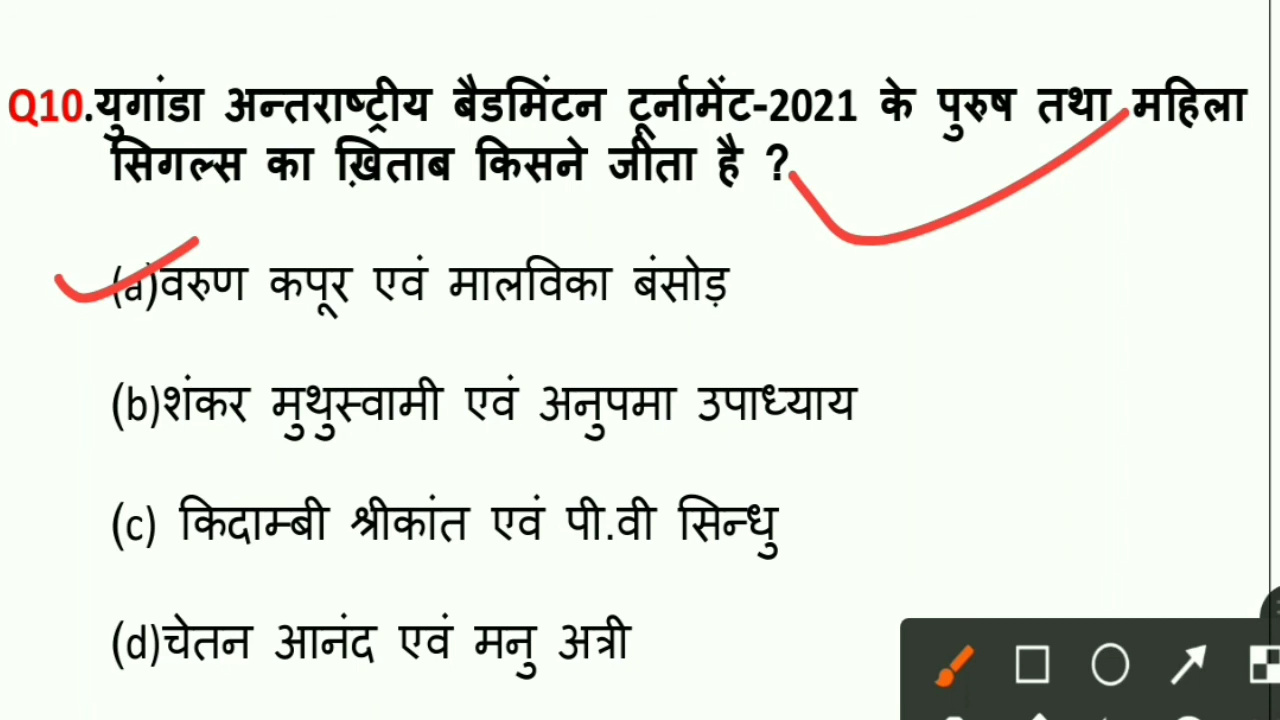 Q10.युगांडा अन्तराष्ट्रीय बैडमिंटन टूर्नामेंट-2021 के पुरुष तथा महिला
सिगल्स का ख़िताब किसने जीता है ?
(a)वरुण कपूर एवं मालविका बंसोड़
(b)शंकर मुथुस्वामी एवं अनुपमा उपाध्याय
(c) किदाम्बी श्रीकांत एवं पी.वी सिन्धु
(d)चेतन आनंद एवं मनु अत्री